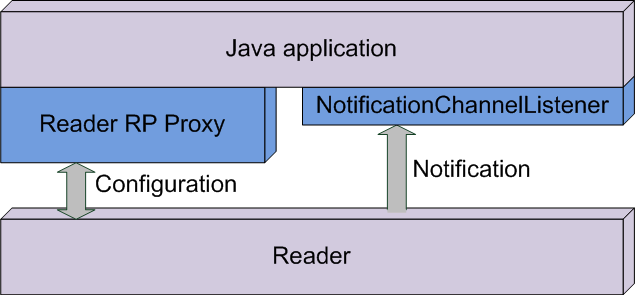 Java application
Reader RP Proxy
NotificationChannelListener
Configuration
Notification
Reader